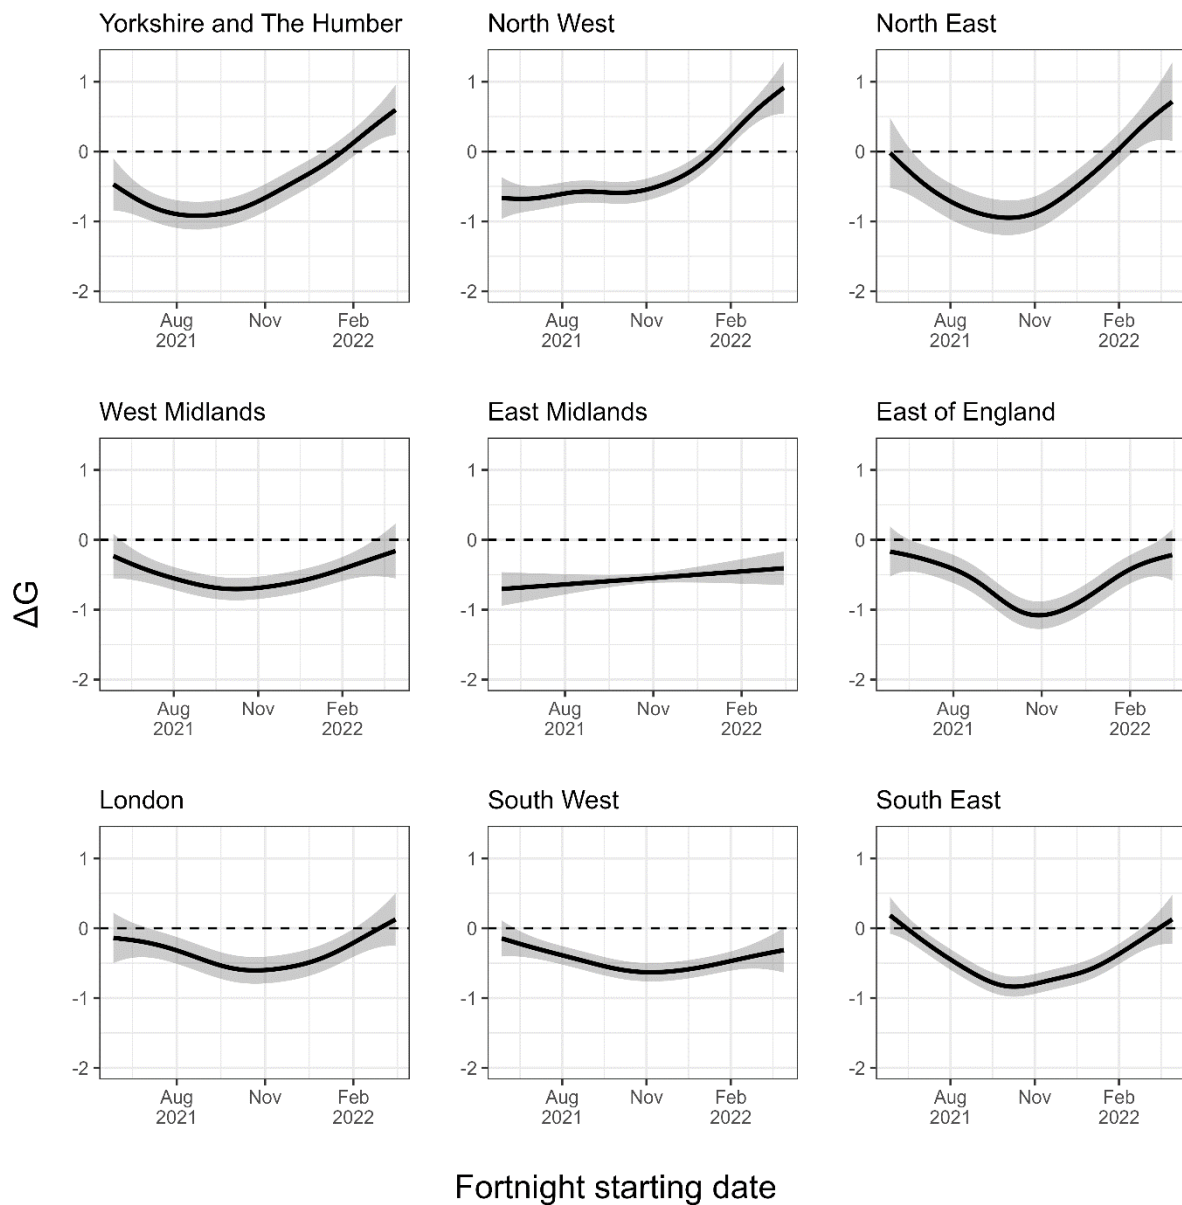 Yorkshire and The Humber
North West
North East
1
0
-1
-2
1
0
-1
-2
1
0
-1
-2
Aug
2021
Nov
Feb
2022
Aug
2021
Nov
Feb
2022
Aug
2021
Nov
Feb
2022
West Midlands
East Midlands
East of England
1
0
-1
-2
1
0
-1
-2
1
0
-1
-2
Aug
2021
Nov
Feb
2022
Aug
2021
Nov
Feb
2022
Aug
2021
Nov
Feb
2022
ΔG
London
South West
South East
1
0
-1
-2
1
0
-1
-2
1
0
-1
-2
Aug
2021
Nov
Feb
2022
Aug
2021
Nov
Feb
2022
Aug
2021
Nov
Feb
2022
Fortnight starting date